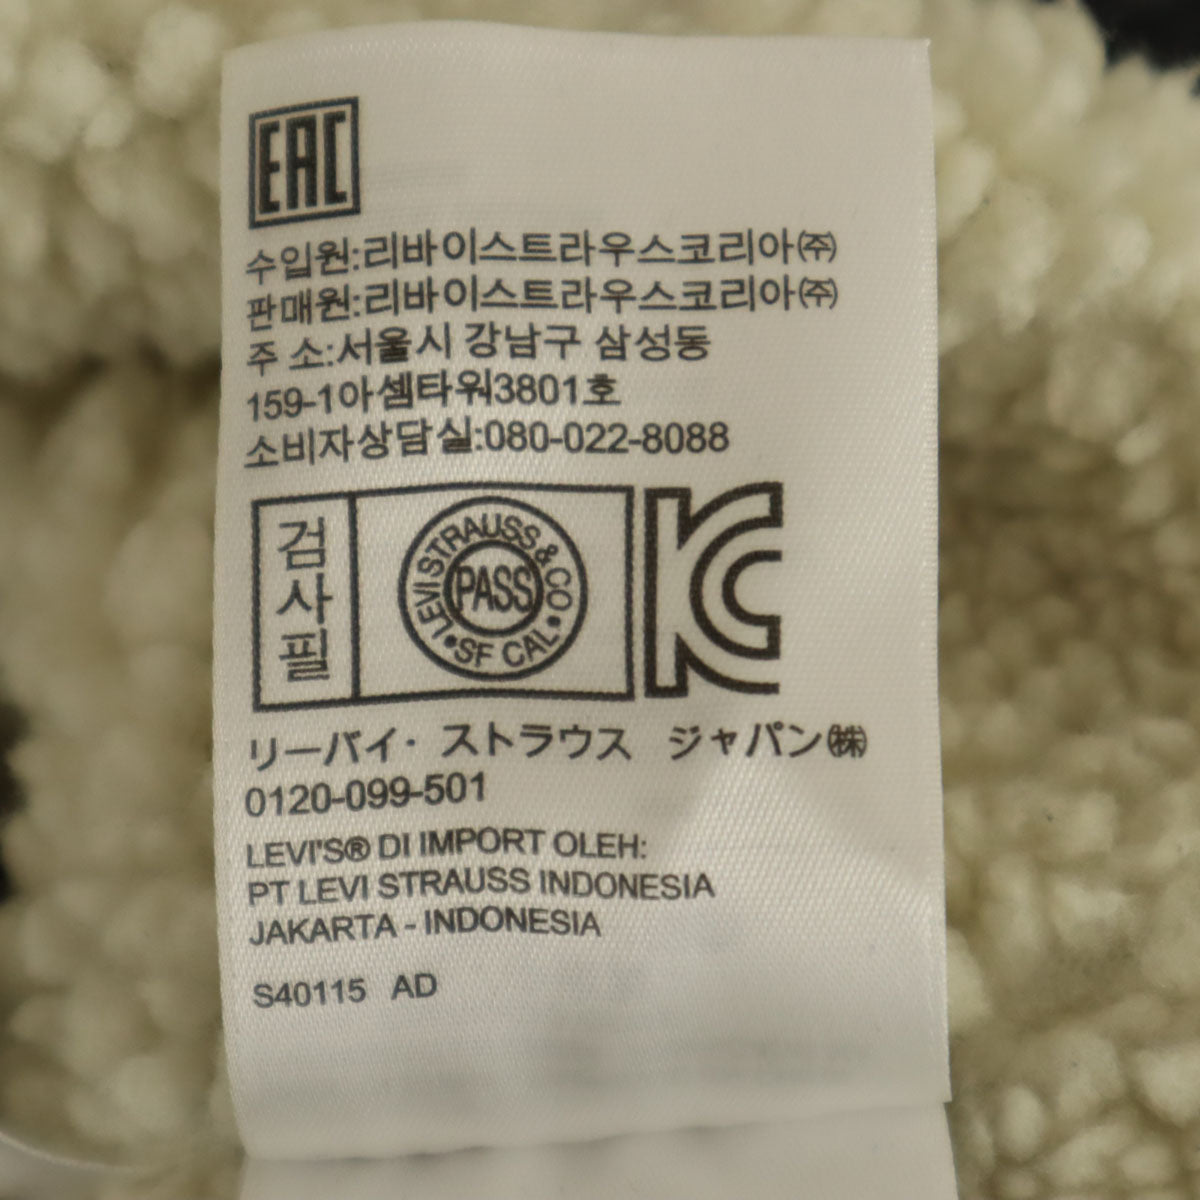 EAC
수입원:리바이스트라우스코리아㈜
판매원:리바이스트라우스코리아㈜
주 소:서울시 강남구 삼성동
159-1아셈타워3801호
소비자상담실:080-022-8088
검사필
LEVI STRAUSS & CO
PASS
• SF CAL •
KC
リーバイ・ストラウス ジャパン㈱
0120-099-501
LEVI'S® DI IMPORT OLEH:
PT LEVI STRAUSS INDONESIA
JAKARTA - INDONESIA
S40115 AD